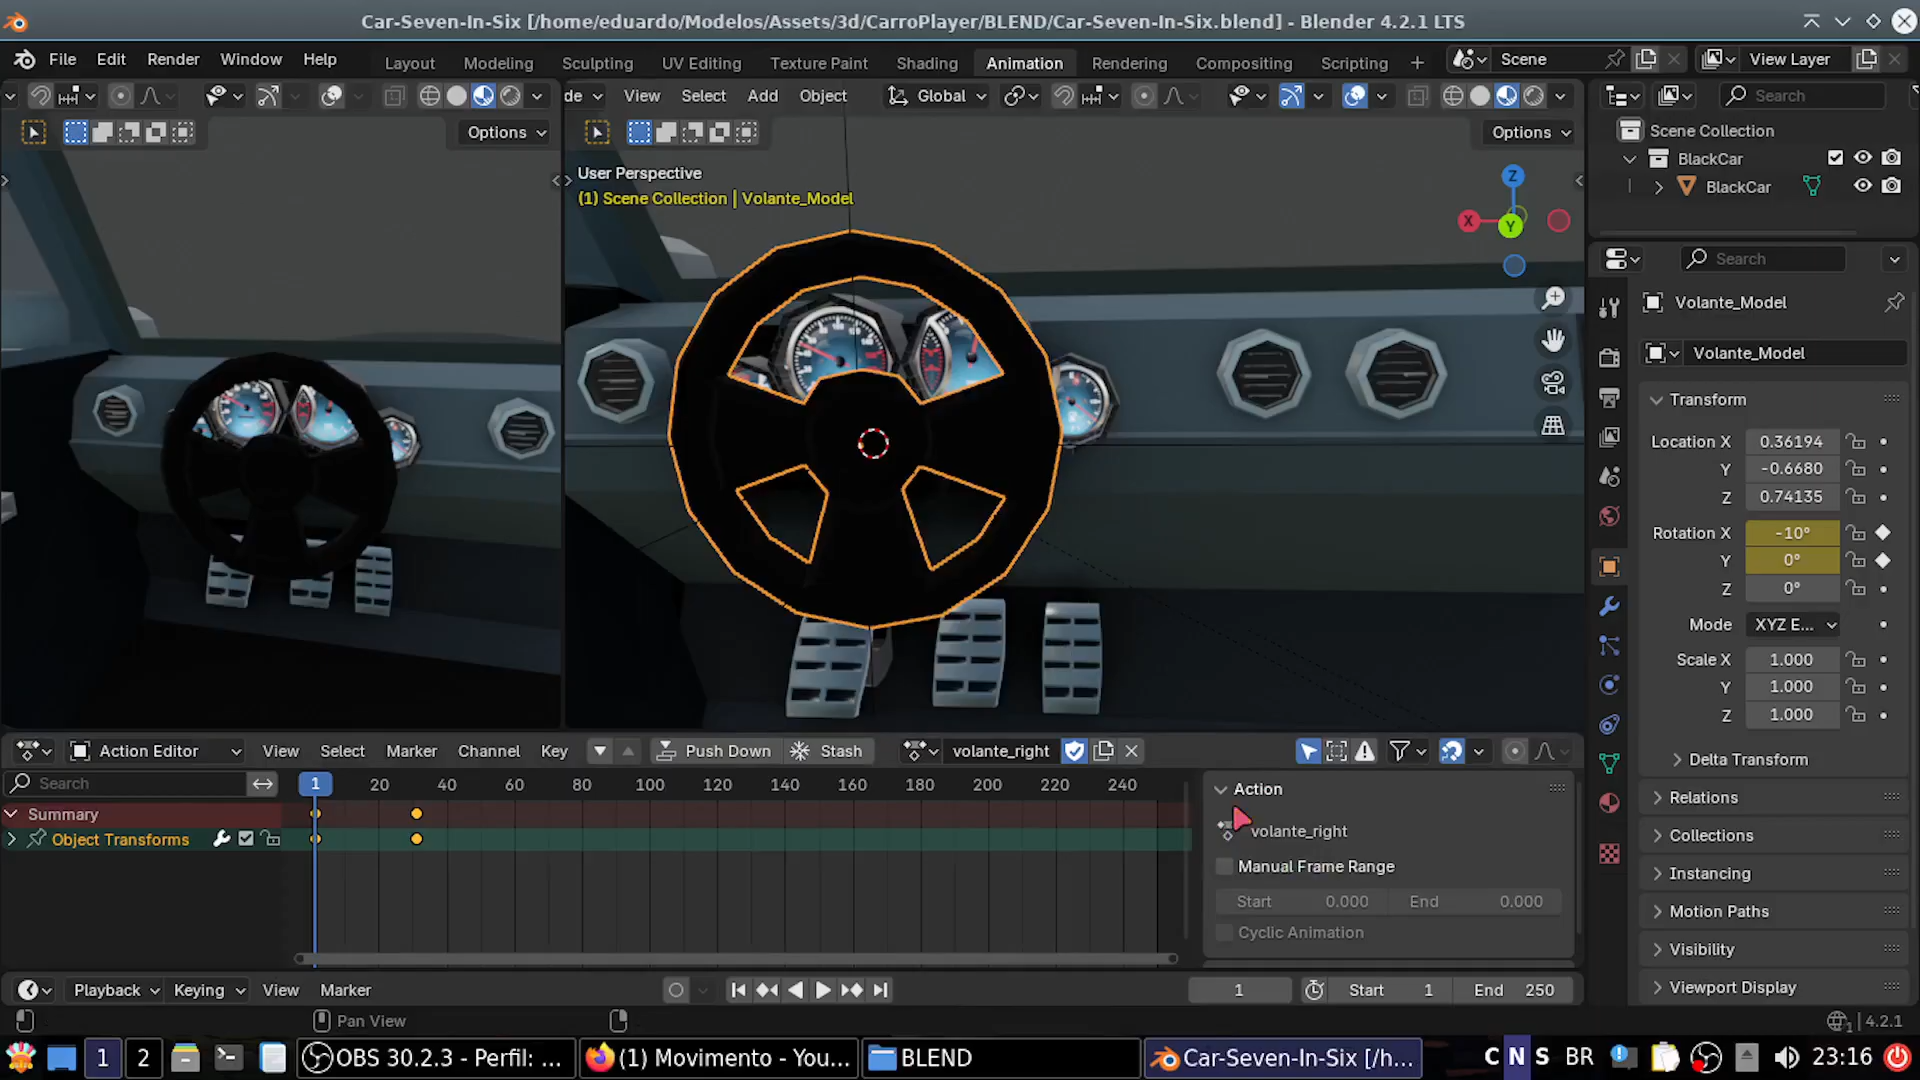 Car-Seven-In-Six [/home/eduardo/Modelos/Assets/3d/CarroPlayer/BLEND/Car-Seven-In-Six.blend] - Blender 4.2.1 LTS
File Edit Render Window Help Layout Modeling Sculpting UV Editing Texture Paint Shading Animation Rendering Compositing Scripting + Scene View Layer
de View Select Add Object Global Search
Options Options Scene Collection
BlackCar
BlackCar
User Perspective
(1) Scene Collection | Volante_Model
Z
X
Y
Search
Volante_Model
Volante_Model
Transform
Location X 0.36194
Y -0.6680
Z 0.74135
Rotation X -10°
Y 0°
Z 0°
Mode XYZ E...
Scale X 1.000
Y 1.000
Z 1.000
Delta Transform
Relations
Collections
Instancing
Motion Paths
Visibility
Viewport Display
Action Editor View Select Marker Channel Key Push Down Stash volante_right
Search 1 20 40 60 80 100 120 140 160 180 200 220 240
Summary
Object Transforms
Action
volante_right
Manual Frame Range
Start 0.000 End 0.000
Cyclic Animation
Playback Keying View Marker 1 Start 1 End 250
Pan View 4.2.1
1 2 OBS 30.2.3 - Perfil: ... (1) Movimento - You... BLEND Car-Seven-In-Six [/h... C N S BR 23:16